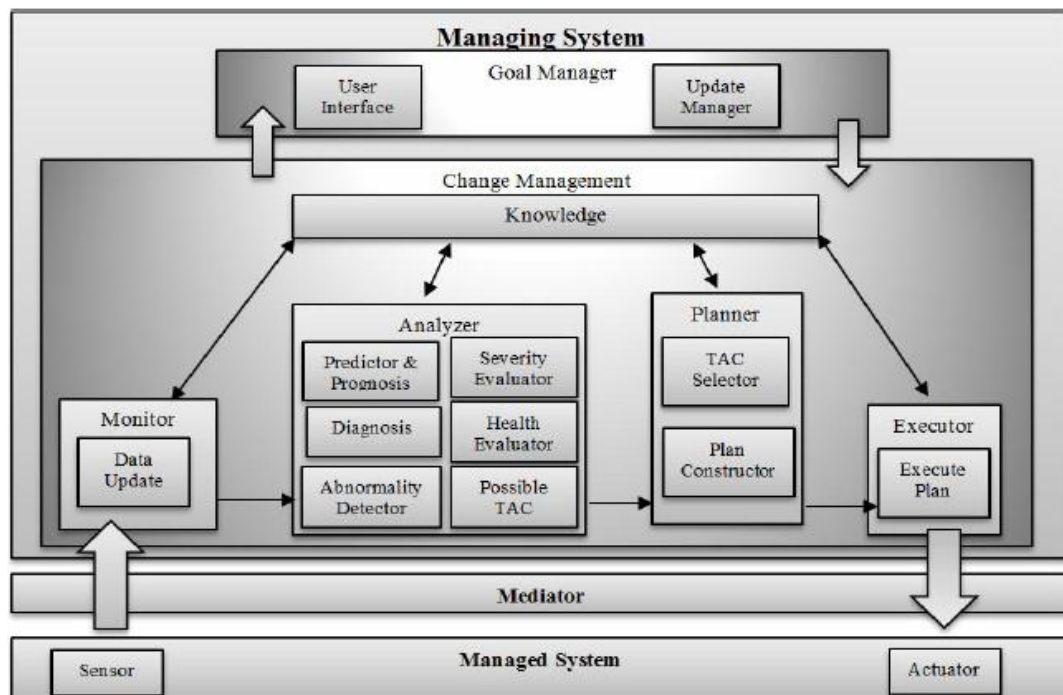 Managing System
Goal Manager
User
Interface
Update
Manager
Change Management
Knowledge
Analyzer
Predictor &
Prognosis
Severity
Evaluator
Diagnosis
Health
Evaluator
Abnormality
Detector
Possible
TAC
Planner
TAC
Selector
Plan
Constructor
Monitor
Data
Update
Executor
Execute
Plan
Mediator
Managed System
Sensor
Actuator